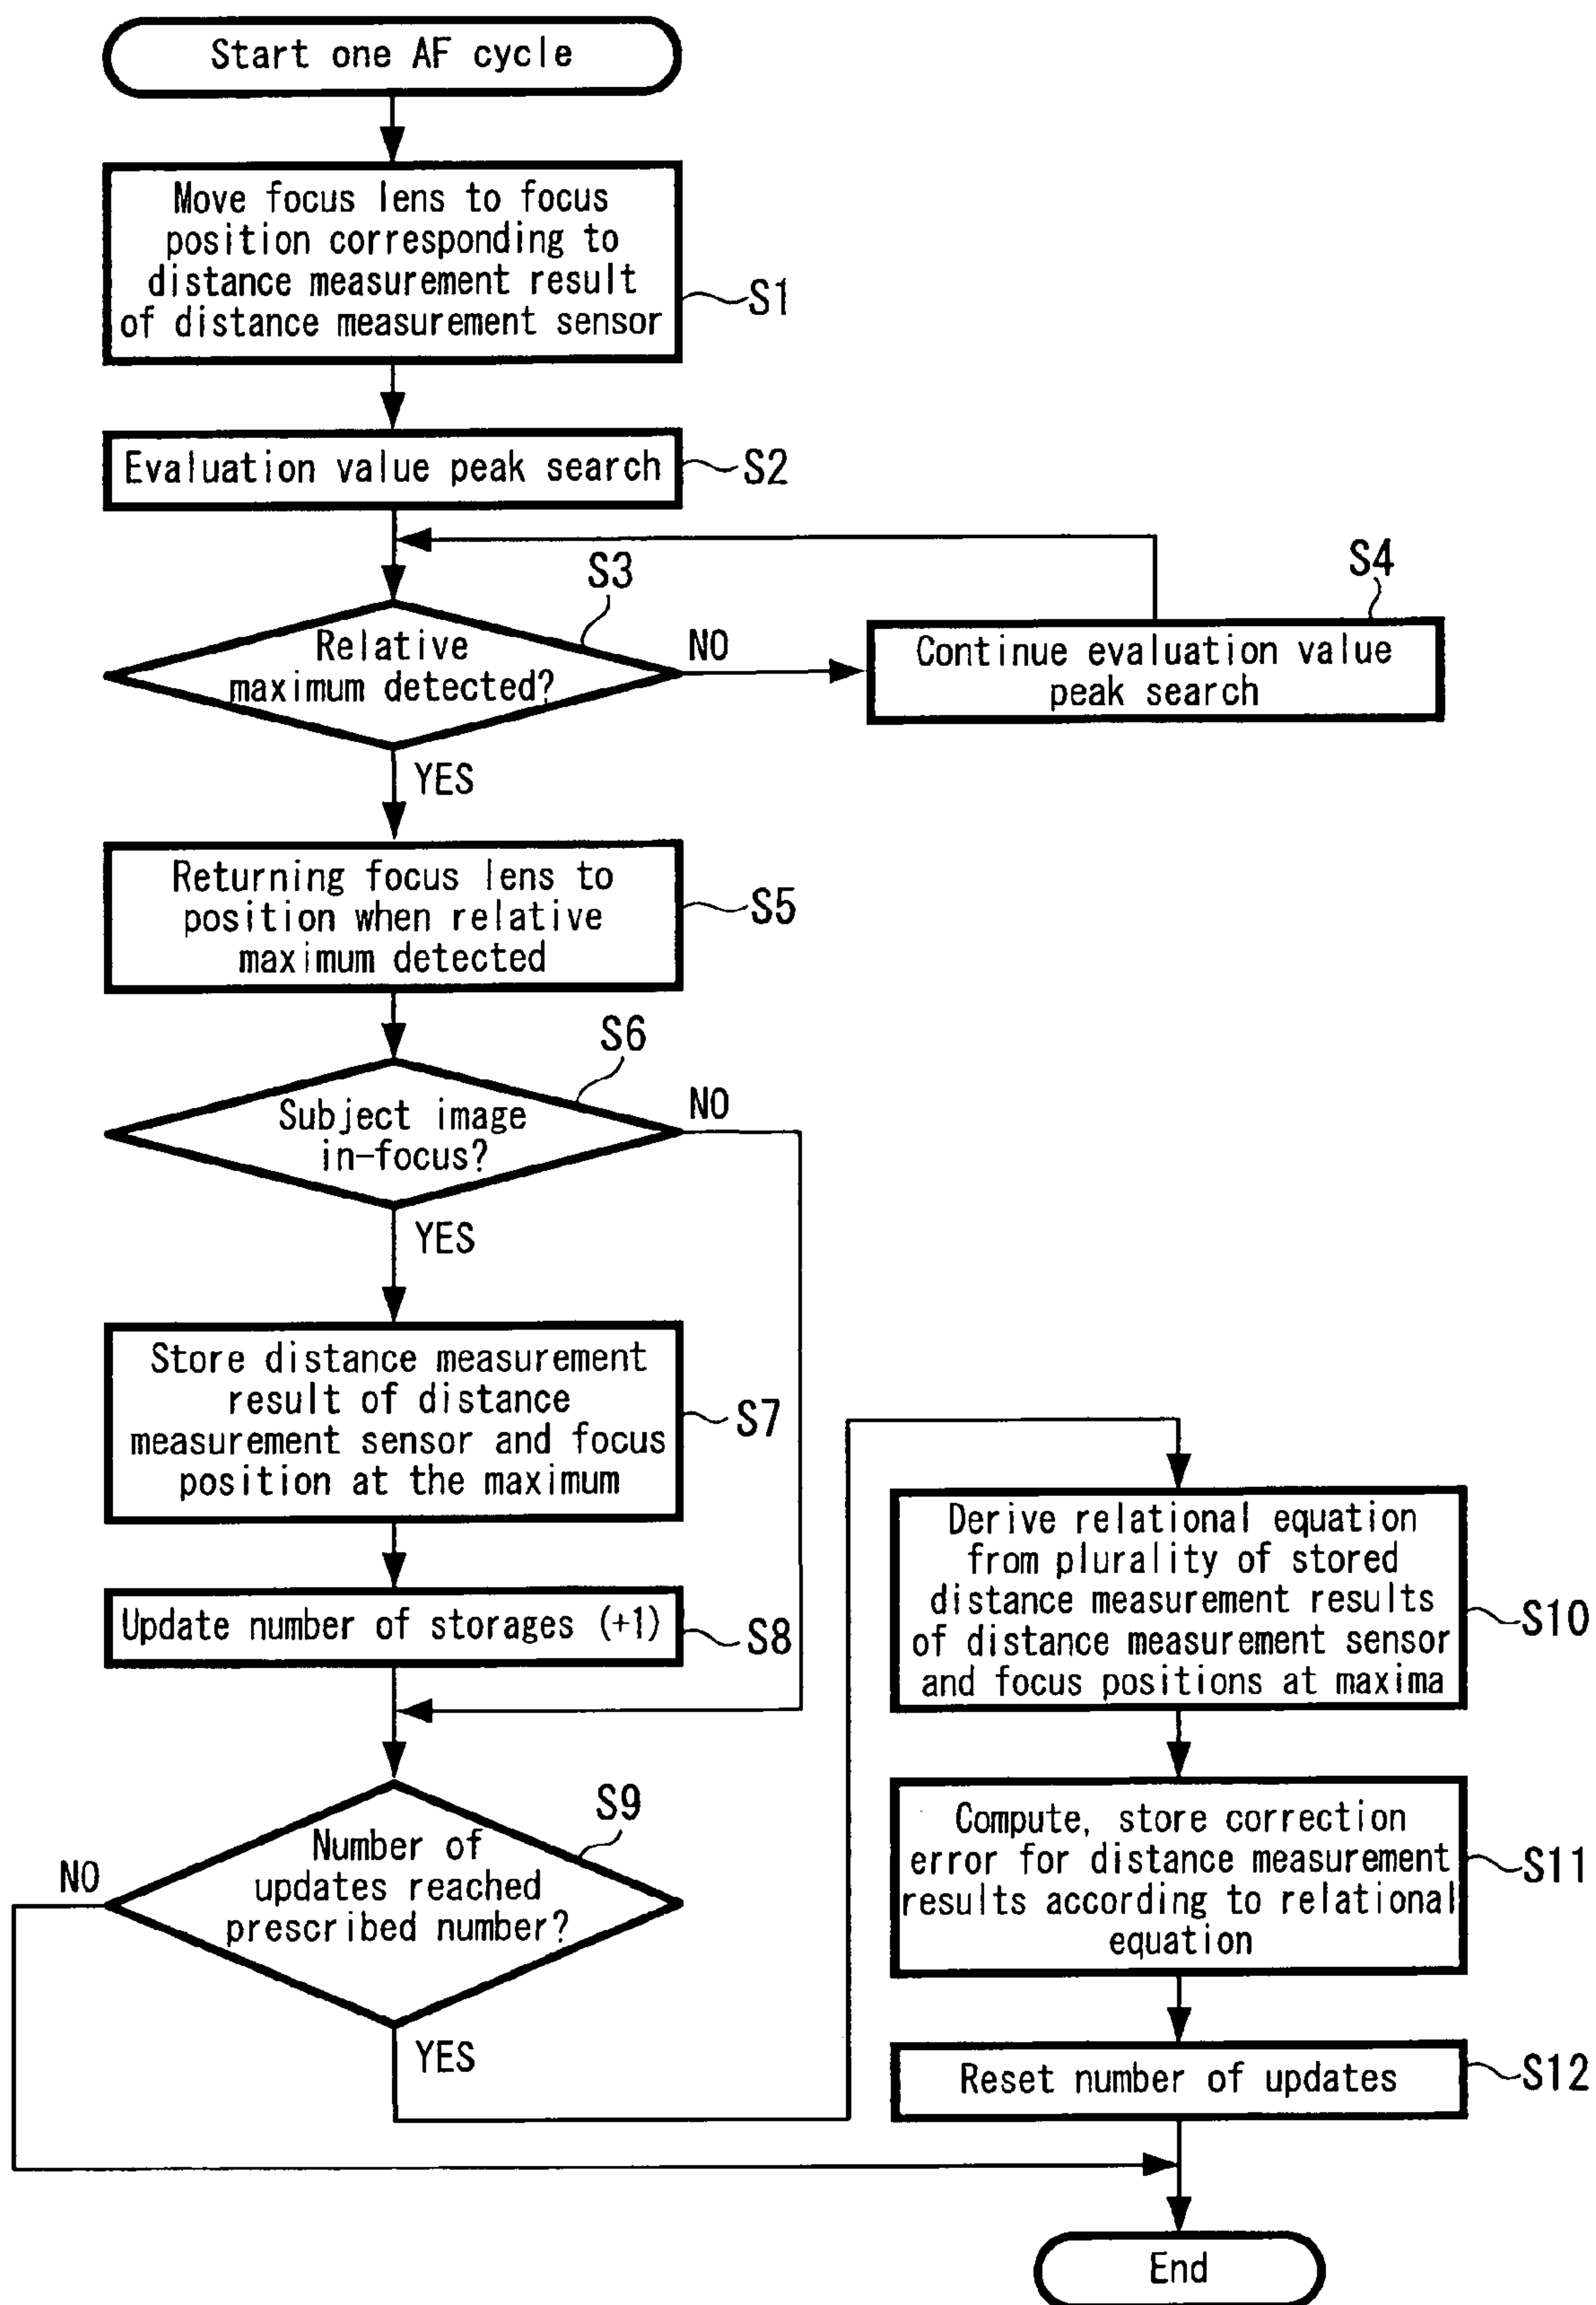 Start one AF cycle
Move focus lens to focus
position corresponding to
distance measurement result
of distance measurement sensor
S1
Evaluation value peak search
S2
S3
Relative
maximum detected?
NO
S4
Continue evaluation value
peak search
YES
Returning focus lens to
position when relative
maximum detected
S5
S6
Subject image
in-focus?
NO
YES
Store distance measurement
result of distance
measurement sensor and focus
position at the maximum
S7
Update number of storages (+1)
S8
S9
Number of
updates reached
prescribed number?
NO
YES
Derive relational equation
from plurality of stored
distance measurement results
of distance measurement sensor
and focus positions at maxima
S10
Compute, store correction
error for distance measurement
results according to relational
equation
S11
Reset number of updates
S12
End